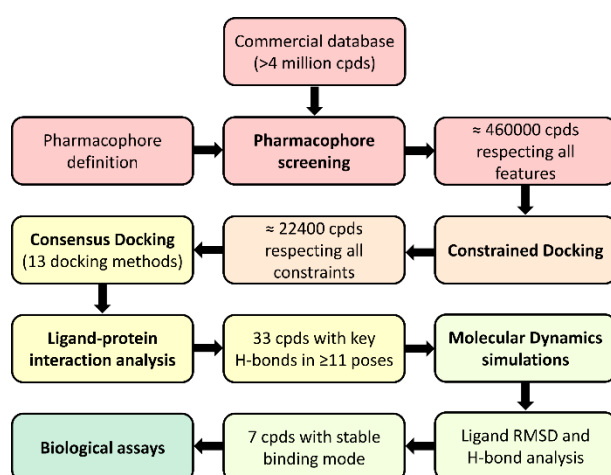 Commercial database
(>4 million cpds)
Pharmacophore
definition
Pharmacophore
screening
≈ 460000 cpds
respecting all
features
Consensus Docking
(13 docking methods)
≈ 22400 cpds
respecting all
constraints
Constrained Docking
Ligand-protein
interaction analysis
33 cpds with key
H-bonds in ≥11 poses
Molecular Dynamics
simulations
Biological assays
7 cpds with stable
binding mode
Ligand RMSD and
H-bond analysis